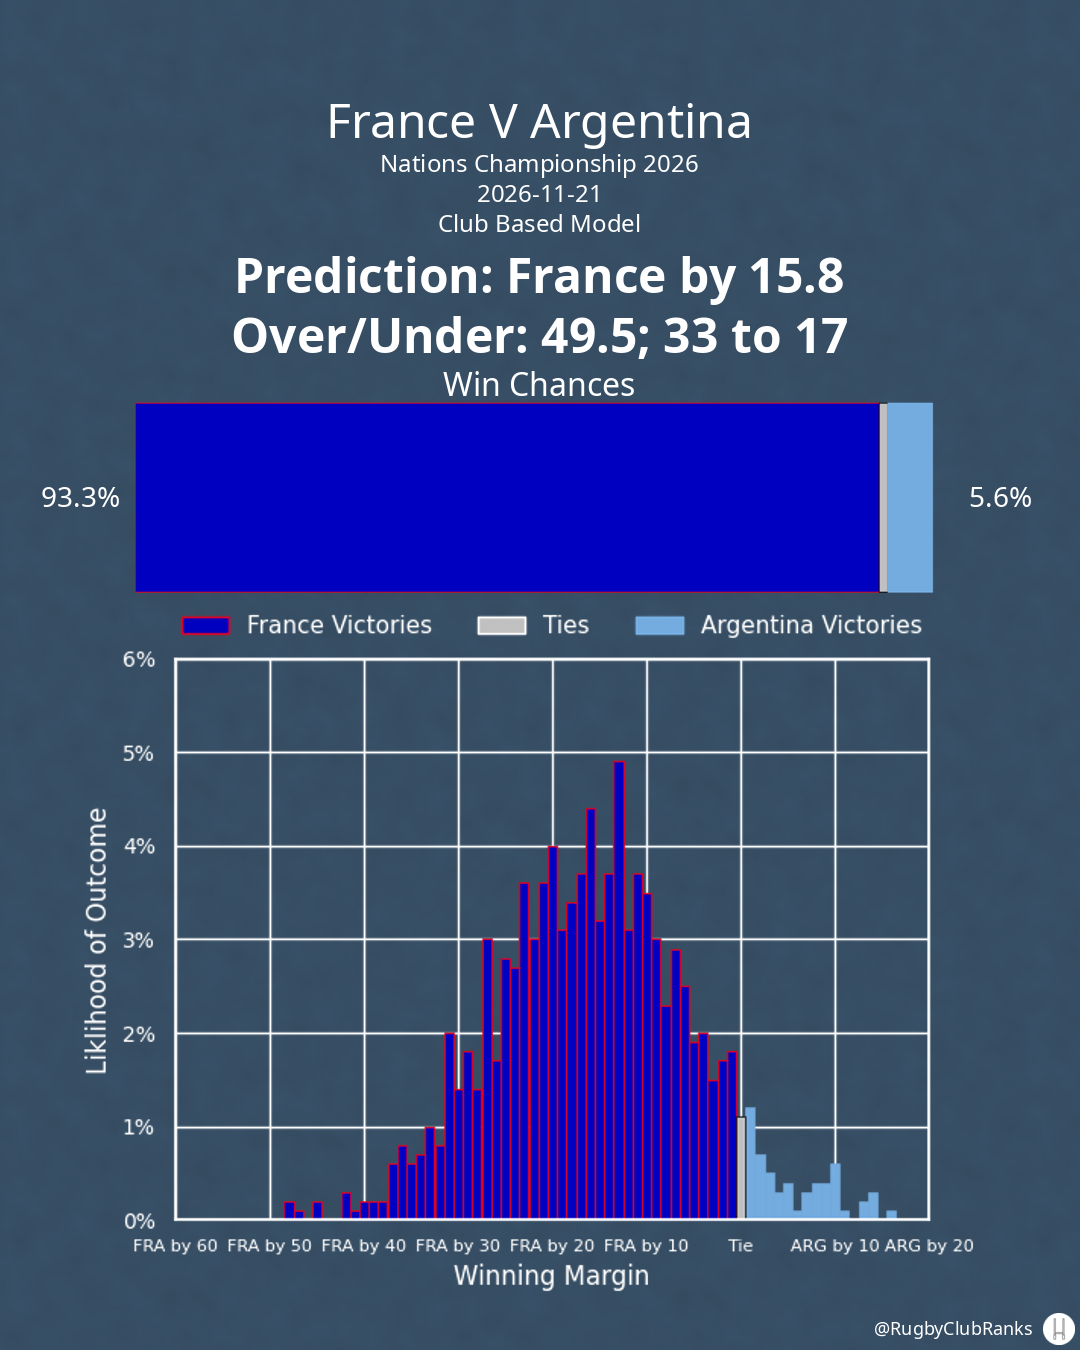 France V Argentina
Nations Championship 2026
2026-11-21
Club Based Model
Prediction: France by 15.8
Over/Under: 49.5; 33 to 17
Win Chances
93.3%
5.6%
France Victories Ties Argentina Victories
6%
5%
4%
3%
2%
1%
0%
Liklihood of Outcome
FRA by 60 FRA by 50 FRA by 40 FRA by 30 FRA by 20 FRA by 10 Tie ARG by 10 ARG by 20
Winning Margin
@RugbyClubRanks